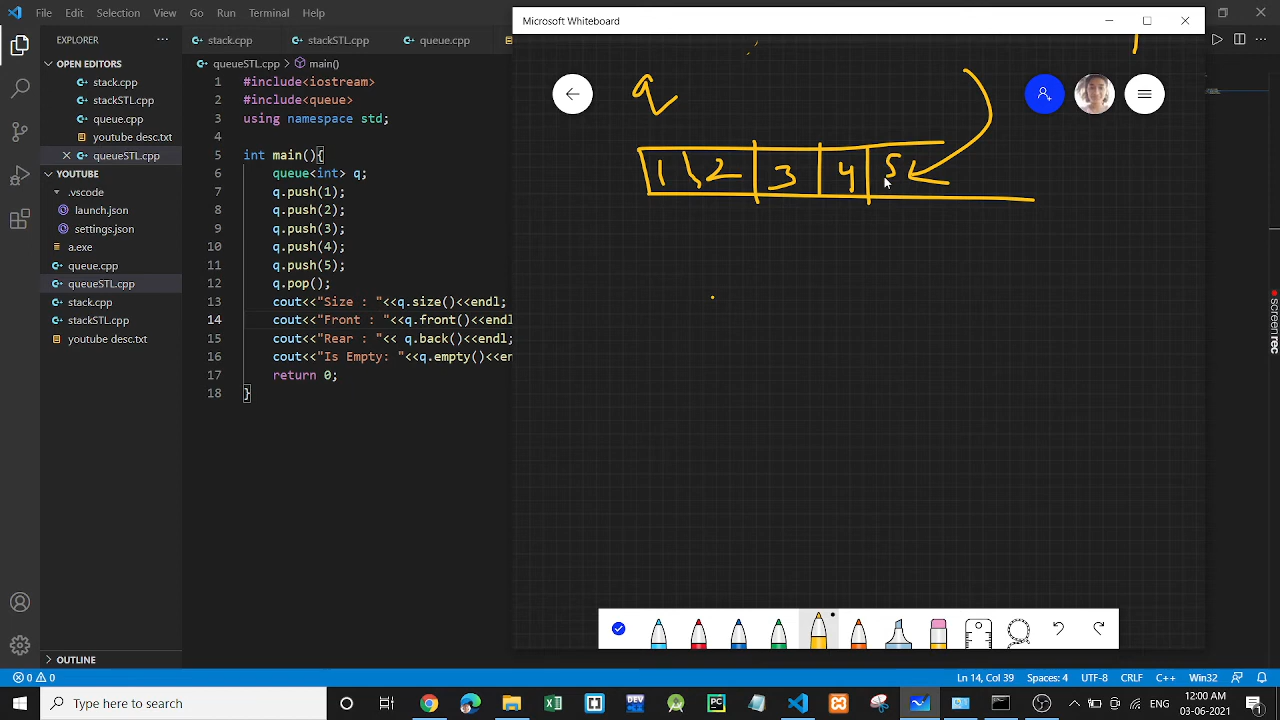 File Edit Selection View Go Run Terminal Help
Microsoft Whiteboard
EXPLORER
stack.cpp
stackSTL.cpp
queue.cpp
OPEN EDITORS
stack.cpp
stackSTL.cpp
queue.cpp
youtube desc.txt
queueSTL.cpp
.vscode
launch.json
settings.json
a.exe
queue.cpp
queueSTL.cpp
stack.cpp
stackSTL.cpp
youtube desc.txt
OUTLINE
queueSTL.cpp > main()
1 #include<iostream>
2 #include<queue>
3 using namespace std;
4
5 int main(){
6 queue<int> q;
7 q.push(1);
8 q.push(2);
9 q.push(3);
10 q.push(4);
11 q.push(5);
12 q.pop();
13 cout<<"Size : "<<q.size()<<endl;
14 cout<<"Front : "<<q.front()<<endl
15 cout<<"Rear : "<< q.back()<<endl;
16 cout<<"Is Empty: "<<q.empty()<<en
17 return 0;
18 }
q
1 2 3 4 5
Screenrec
0 0
Ln 14, Col 39 Spaces: 4 UTF-8 CRLF C++ Win32
Type here to search
ENG
12:00 AM
03-06-2021
1